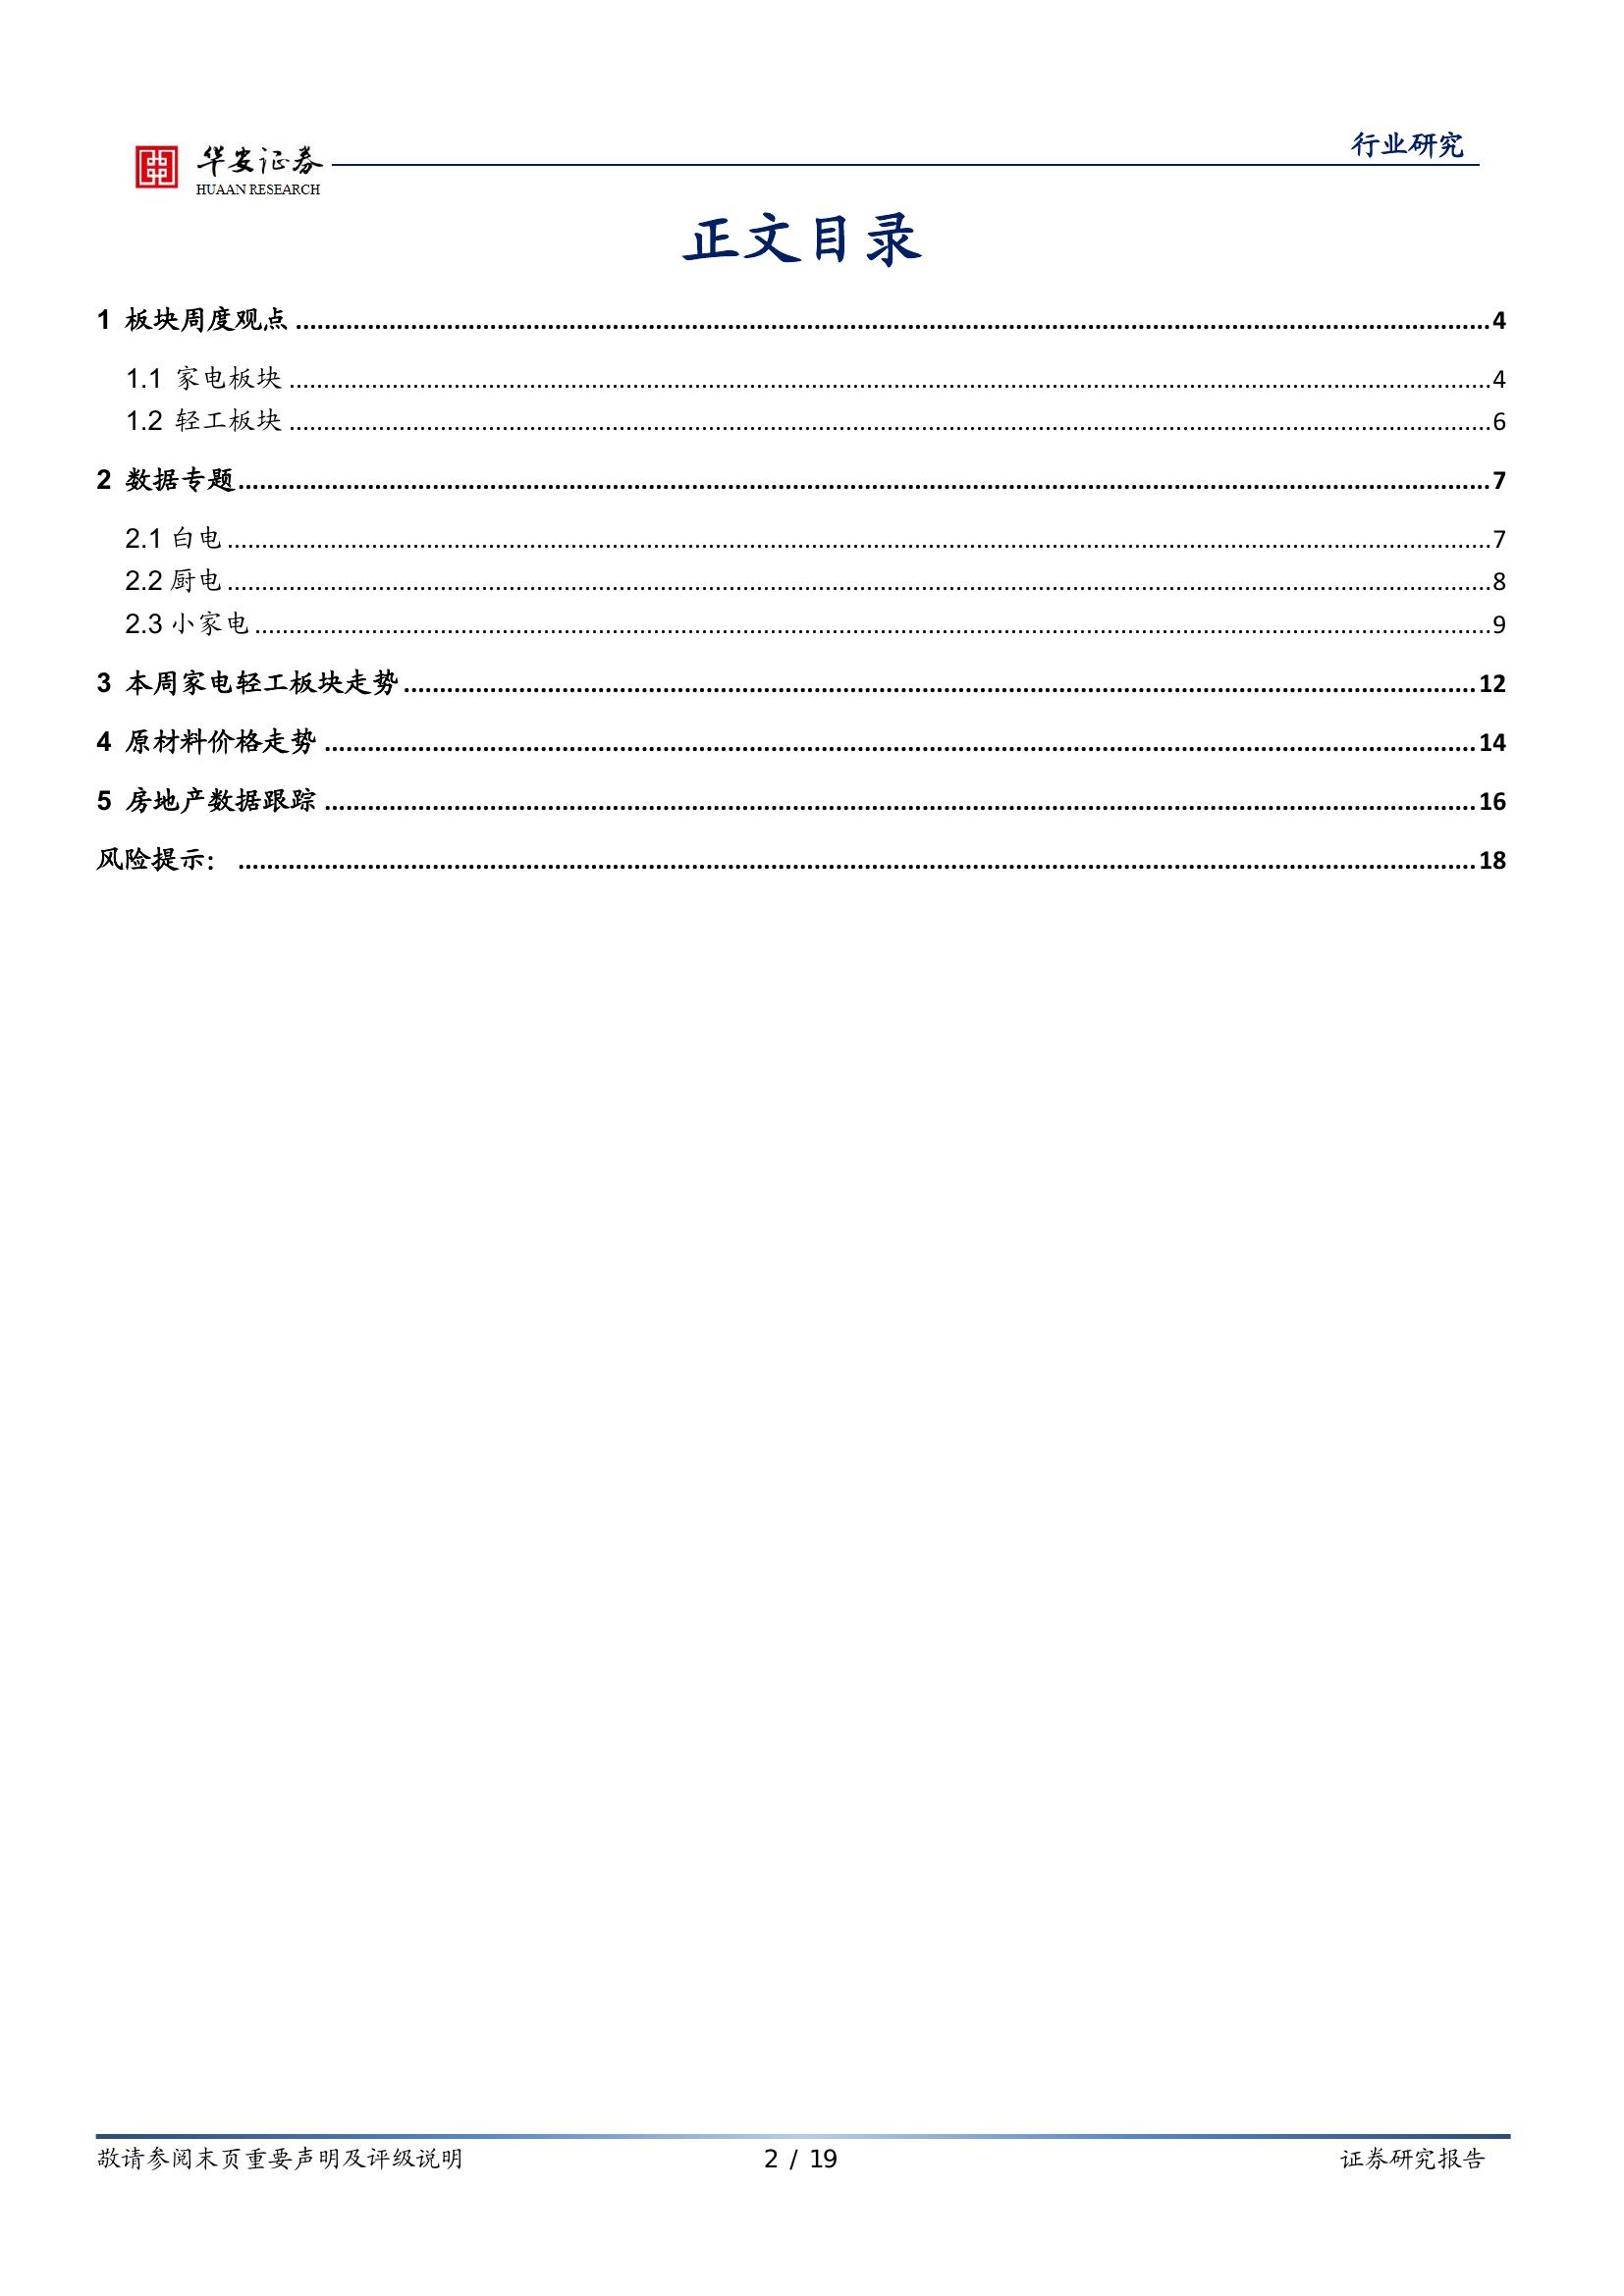 行业研究
华安证券
HUAAN RESEARCH
正文目录
1 板块周度观点 ........................................ 4
1.1 家电板块 ........................................ 4
1.2 轻工板块 ........................................ 6
2 数据专题 ........................................ 7
2.1 白电 ........................................ 7
2.2 厨电 ........................................ 8
2.3 小家电 ........................................ 9
3 本周家电轻工板块走势 ........................................ 12
4 原材料价格走势 ........................................ 14
5 房地产数据跟踪 ........................................ 16
风险提示： ........................................ 18
敬请参阅末页重要声明及评级说明 2 / 19 证券研究报告